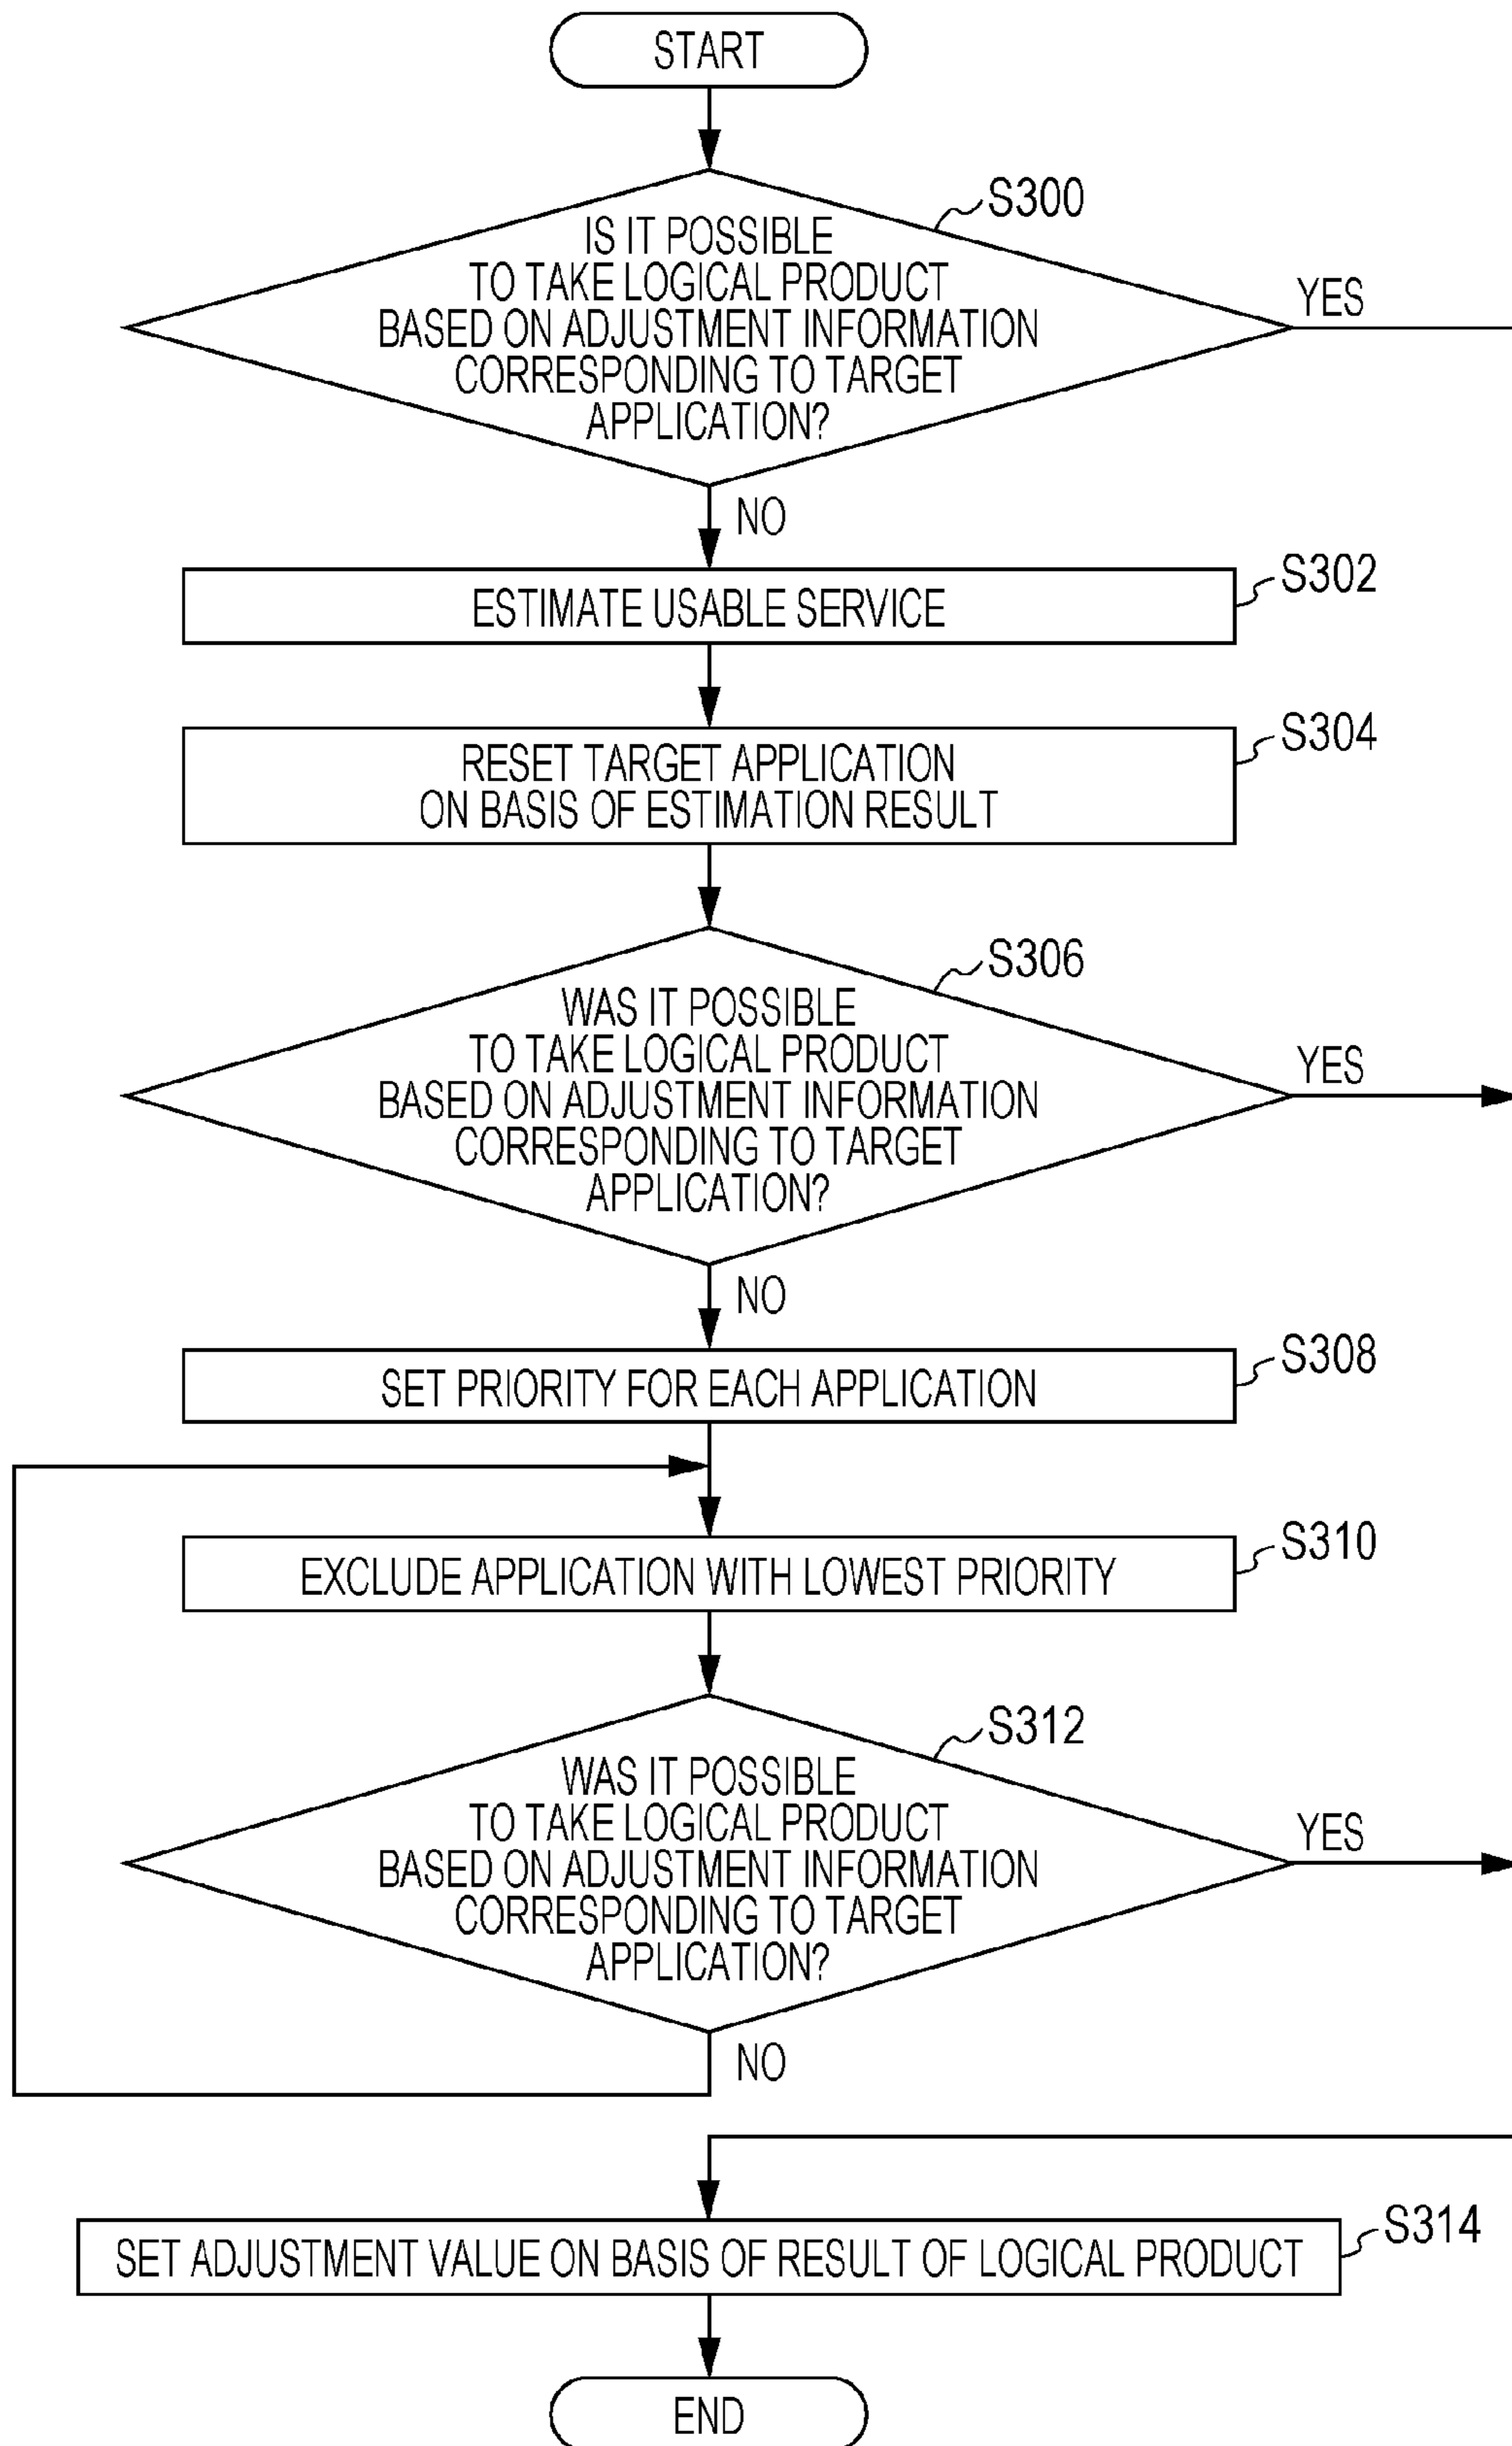 START
S300
IS IT POSSIBLE
TO TAKE LOGICAL PRODUCT
BASED ON ADJUSTMENT INFORMATION
CORRESPONDING TO TARGET
APPLICATION?
YES
NO
S302
ESTIMATE USABLE SERVICE
S304
RESET TARGET APPLICATION
ON BASIS OF ESTIMATION RESULT
S306
WAS IT POSSIBLE
TO TAKE LOGICAL PRODUCT
BASED ON ADJUSTMENT INFORMATION
CORRESPONDING TO TARGET
APPLICATION?
YES
NO
S308
SET PRIORITY FOR EACH APPLICATION
S310
EXCLUDE APPLICATION WITH LOWEST PRIORITY
S312
WAS IT POSSIBLE
TO TAKE LOGICAL PRODUCT
BASED ON ADJUSTMENT INFORMATION
CORRESPONDING TO TARGET
APPLICATION?
YES
NO
S314
SET ADJUSTMENT VALUE ON BASIS OF RESULT OF LOGICAL PRODUCT
END